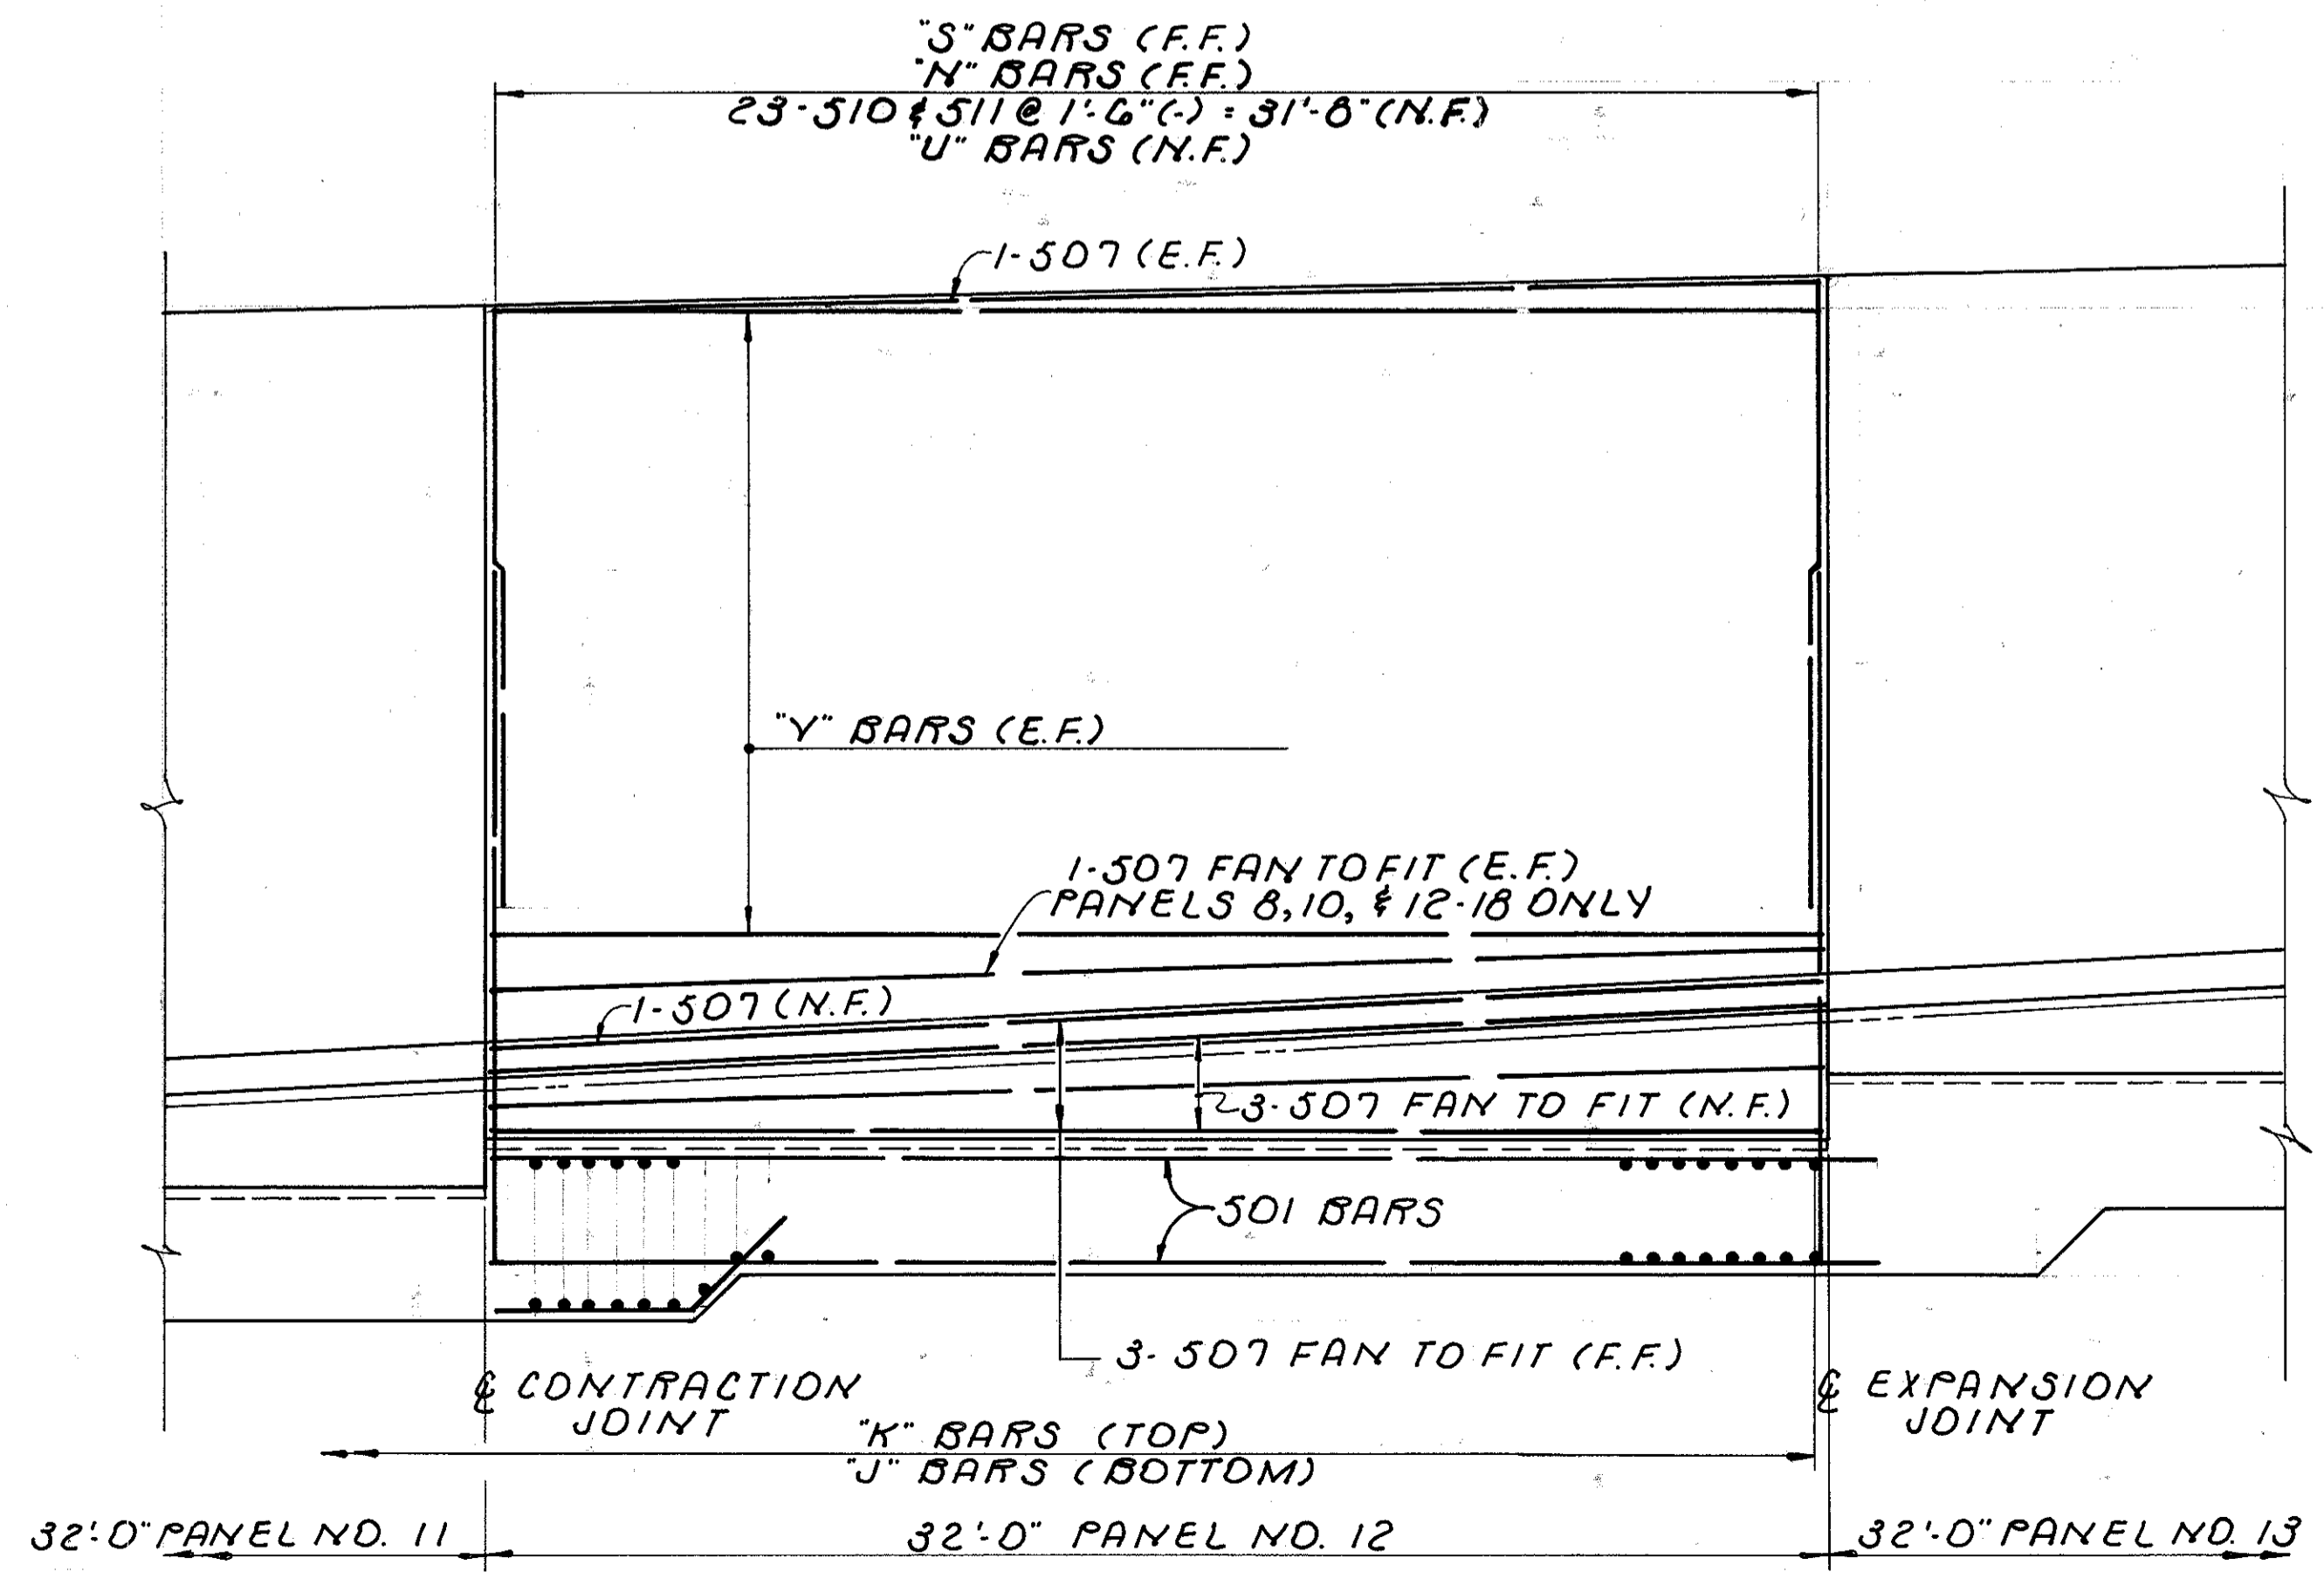 "S" BARS (F.F.)
"N" BARS (F.F.)
23-510 & 511 @ 1'-6"(-) = 31'-8" (N.F.)
"U" BARS (N.F.)
1-507 (E.F.)
"V" BARS (E.F.)
1-507 FAN TO FIT (E.F.)
PANELS 8, 10, & 12-18 ONLY
1-507 (N.F.)
3-507 FAN TO FIT (N.F.)
501 BARS
3-507 FAN TO FIT (F.F.)
℄ CONTRACTION
JOINT
℄ EXPANSION
JOINT
"K" BARS (TOP)
"J" BARS (BOTTOM)
32'-0" PANEL NO. 11
32'-0" PANEL NO. 12
32'-0" PANEL NO. 13